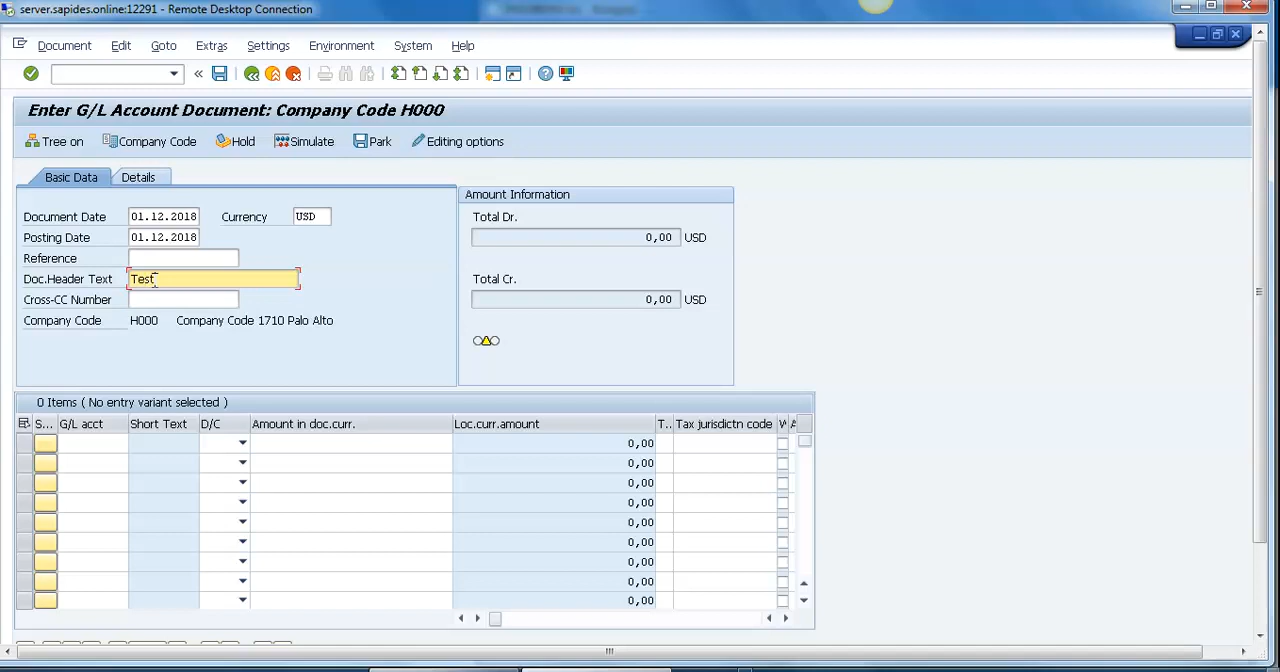 server.sapides.online:12291 - Remote Desktop Connection
Document Edit Goto Extras Settings Environment System Help
Enter G/L Account Document: Company Code H000
Tree on Company Code Hold Simulate Park Editing options
Basic Data Details
Amount Information
Document Date 01.12.2018 Currency USD
Total Dr.
Posting Date 01.12.2018
0,00 USD
Reference
Doc.Header Text Test
Total Cr.
Cross-CC Number
0,00 USD
Company Code H000 Company Code 1710 Palo Alto
0 Items ( No entry variant selected )
S... G/L acct Short Text D/C Amount in doc.curr. Loc.curr.amount T.. Tax jurisdictn code W A
0,00
0,00
0,00
0,00
0,00
0,00
0,00
0,00
0,00